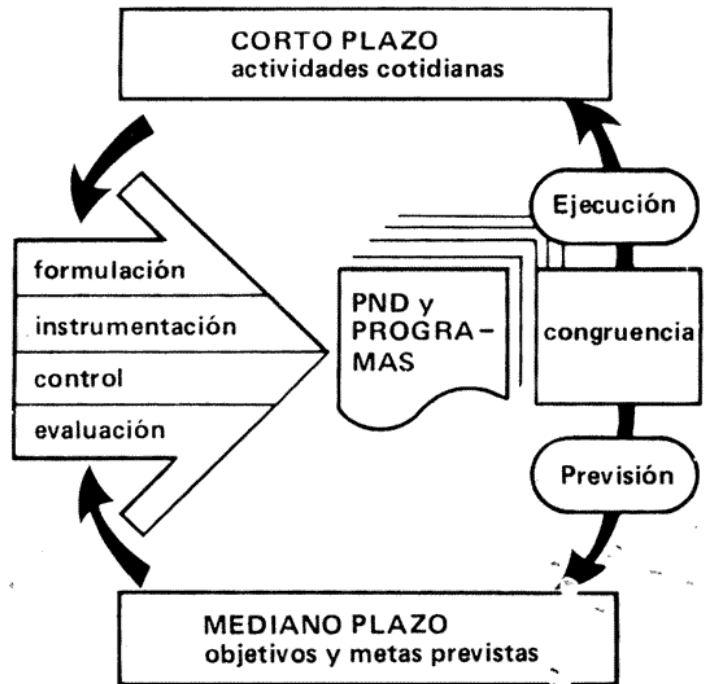 CORTO PLAZO
actividades cotidianas
Ejecución
formulación
instrumentación
control
evaluación
PND y
PROGRA-
MAS
congruencia
Previsión
MEDIANO PLAZO
objetivos y metas previstas